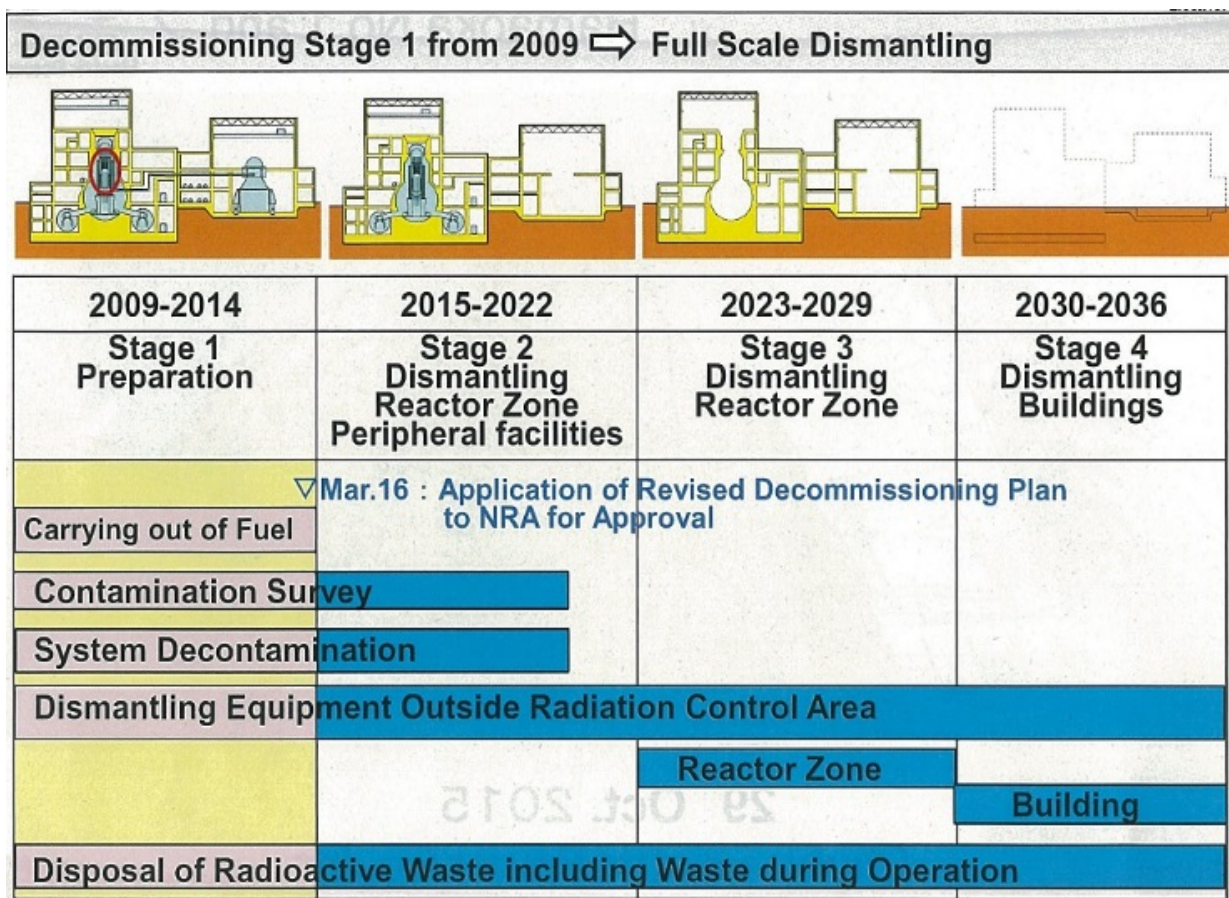 Decommissioning Stage 1 from 2009 ⇨ Full Scale Dismantling
2009-2014
2015-2022
2023-2029
2030-2036
Stage 1
Preparation
Stage 2
Dismantling
Reactor Zone
Peripheral facilities
Stage 3
Dismantling
Reactor Zone
Stage 4
Dismantling
Buildings
▽Mar.16 : Application of Revised Decommissioning Plan
to NRA for Approval
Carrying out of Fuel
Contamination Survey
System Decontamination
Dismantling Equipment Outside Radiation Control Area
Reactor Zone
Building
29 Oct. 2015
Disposal of Radioactive Waste including Waste during Operation